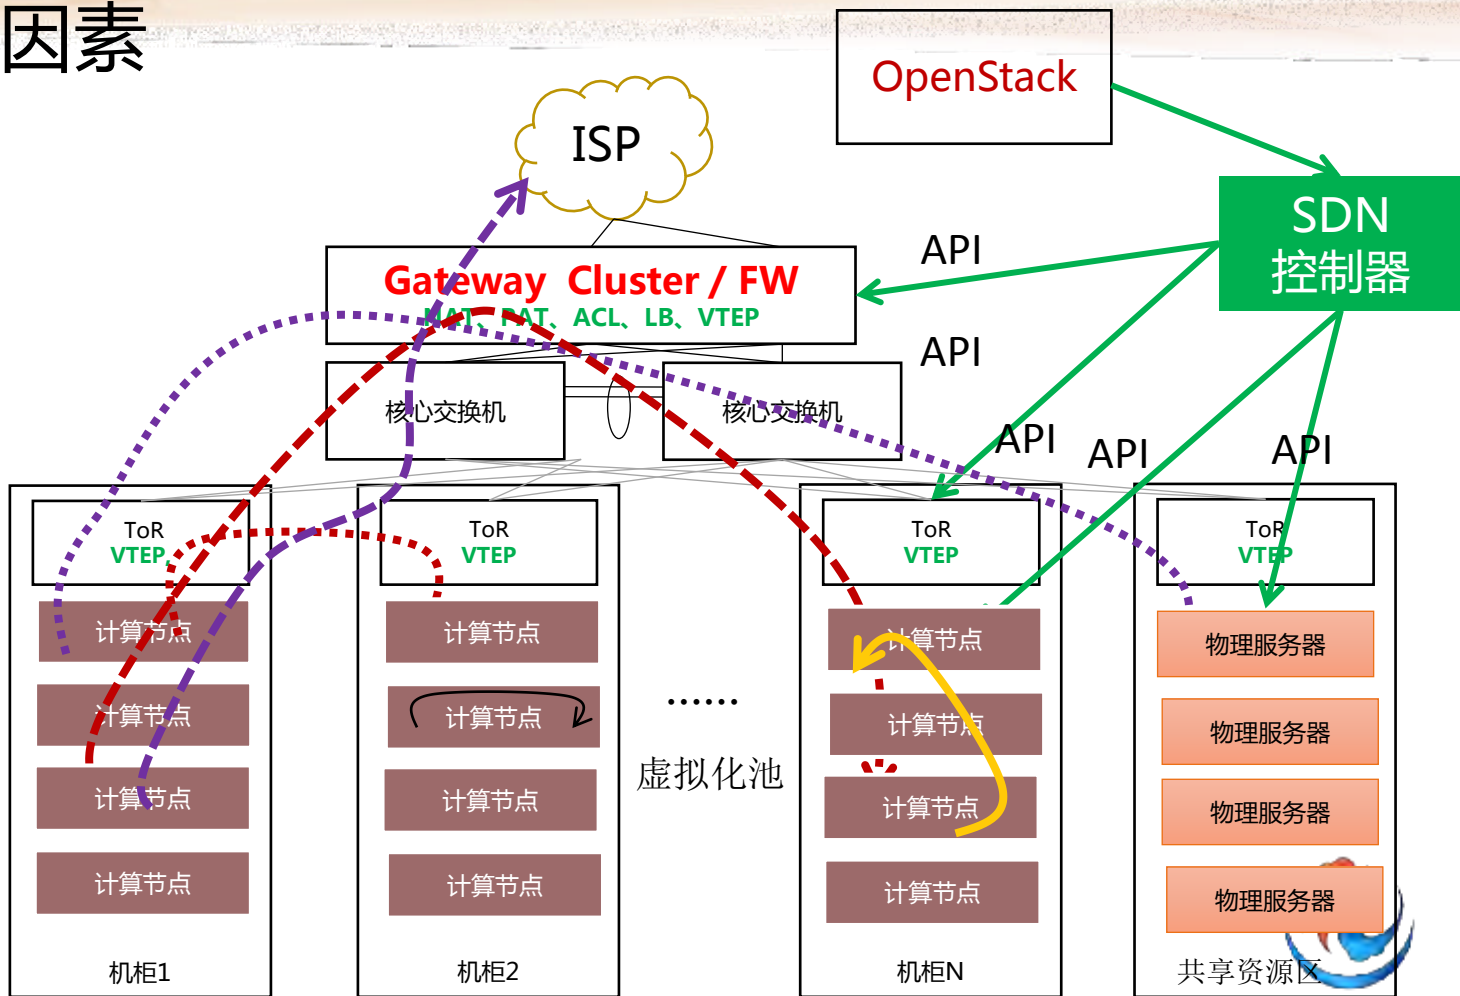 因素
OpenStack
ISP
SDN
控制器
API
Gateway Cluster / FW
NAT、PAT、ACL、LB、VTEP
API
核心交换机
核心交换机
API
API
API
ToR
VTEP,
ToR
VTEP
ToR
VTEP
ToR
VTEP
计算节点
计算节点
计算节点
计算节点
机柜1
计算节点
计算节点
计算节点
计算节点
机柜2
……
虚拟化池
计算节点
计算节点
计算节点
计算节点
机柜N
物理服务器
物理服务器
物理服务器
物理服务器
共享资源区